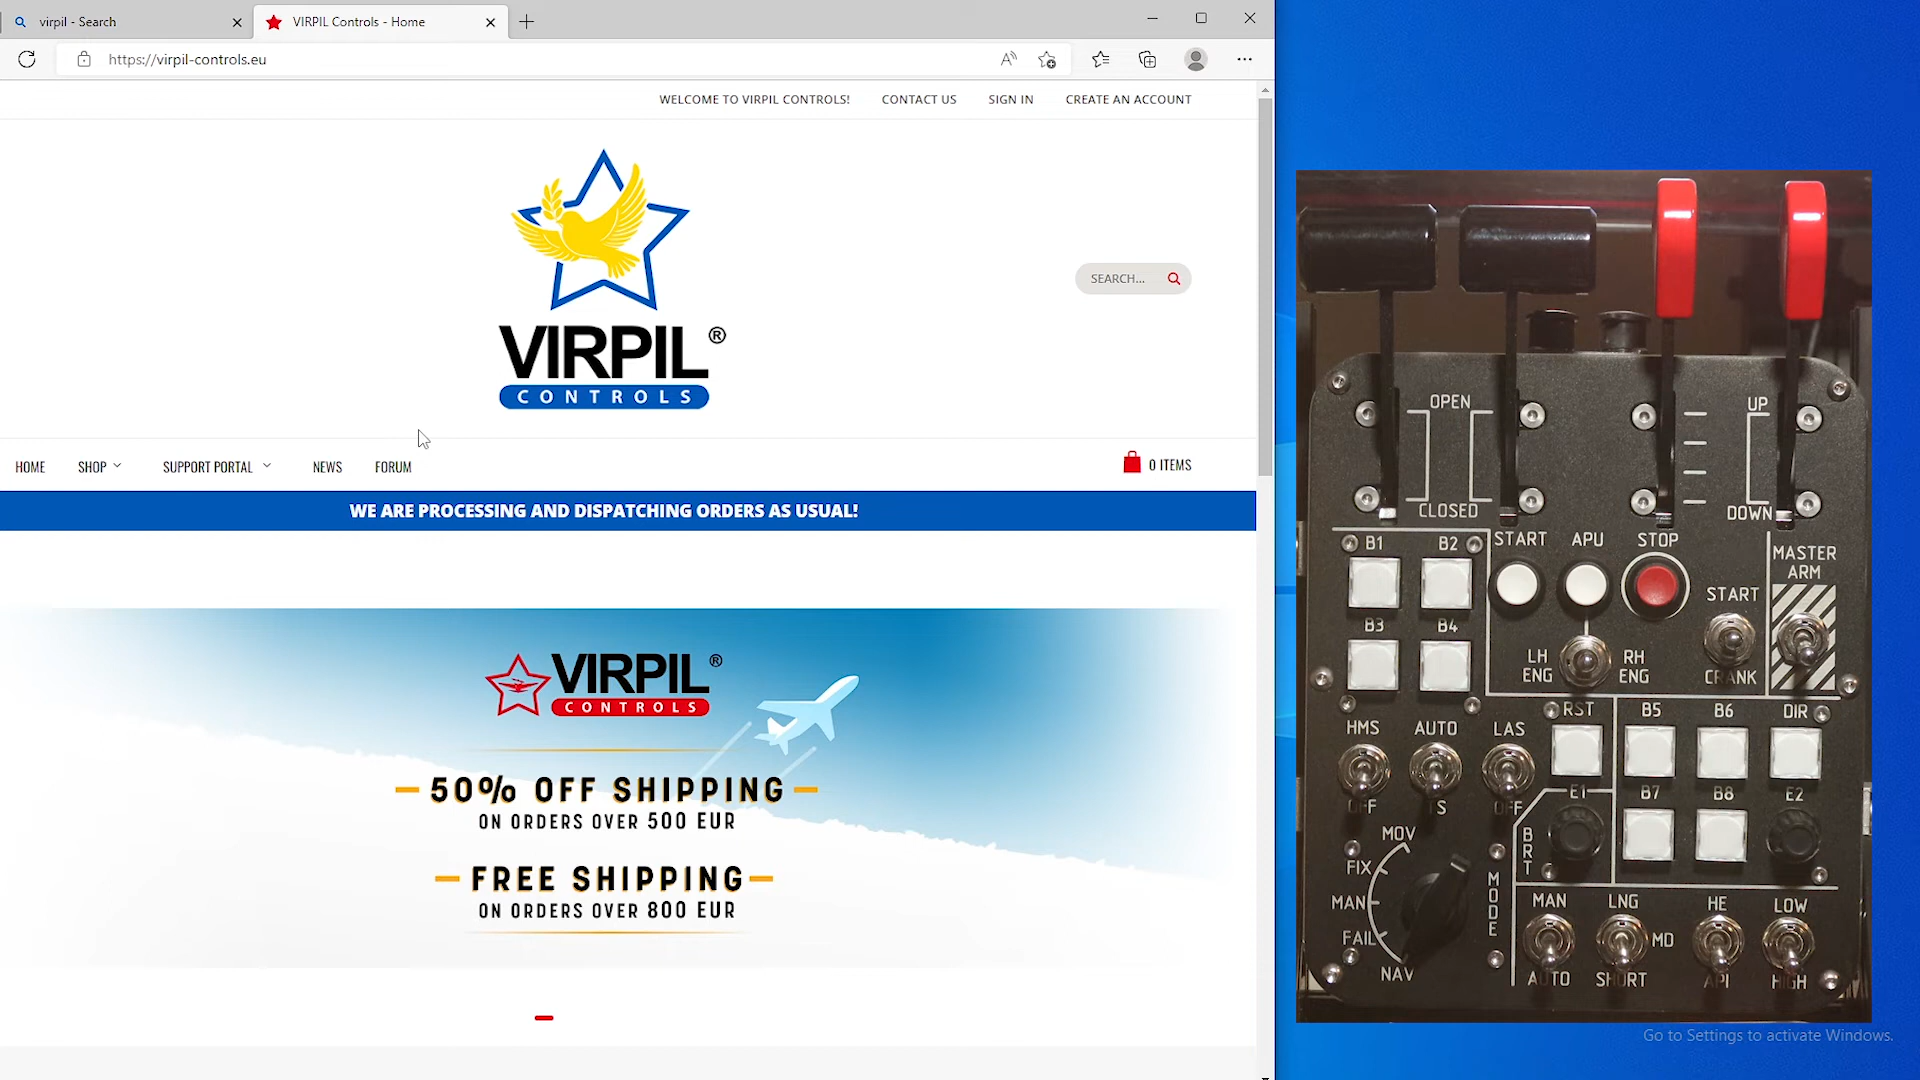 virpil - Search
VIRPIL Controls - Home
https://virpil-controls.eu
WELCOME TO VIRPIL CONTROLS!
CONTACT US
SIGN IN
CREATE AN ACCOUNT
VIRPIL ®
CONTROLS
SEARCH...
HOME
SHOP
SUPPORT PORTAL
NEWS
FORUM
0 ITEMS
WE ARE PROCESSING AND DISPATCHING ORDERS AS USUAL!
VIRPIL ®
CONTROLS
50% OFF SHIPPING
ON ORDERS OVER 500 EUR
FREE SHIPPING
ON ORDERS OVER 800 EUR
OPEN
UP
CLOSED
DOWN
B1
B2
START
APU
STOP
MASTER
ARM
START
B3
B4
LH
ENG
RH
ENG
CRANK
HMS
AUTO
LAS
RST
B5
B6
DIR
OFF
TS
OFF
E1
B7
B8
E2
BRT
MOV
FIX
MAN
FAIL
NAV
MODE
MAN
LNG
HE
LOW
MD
AUTO
SHORT
API
HIGH
Go to Settings to activate Windows.